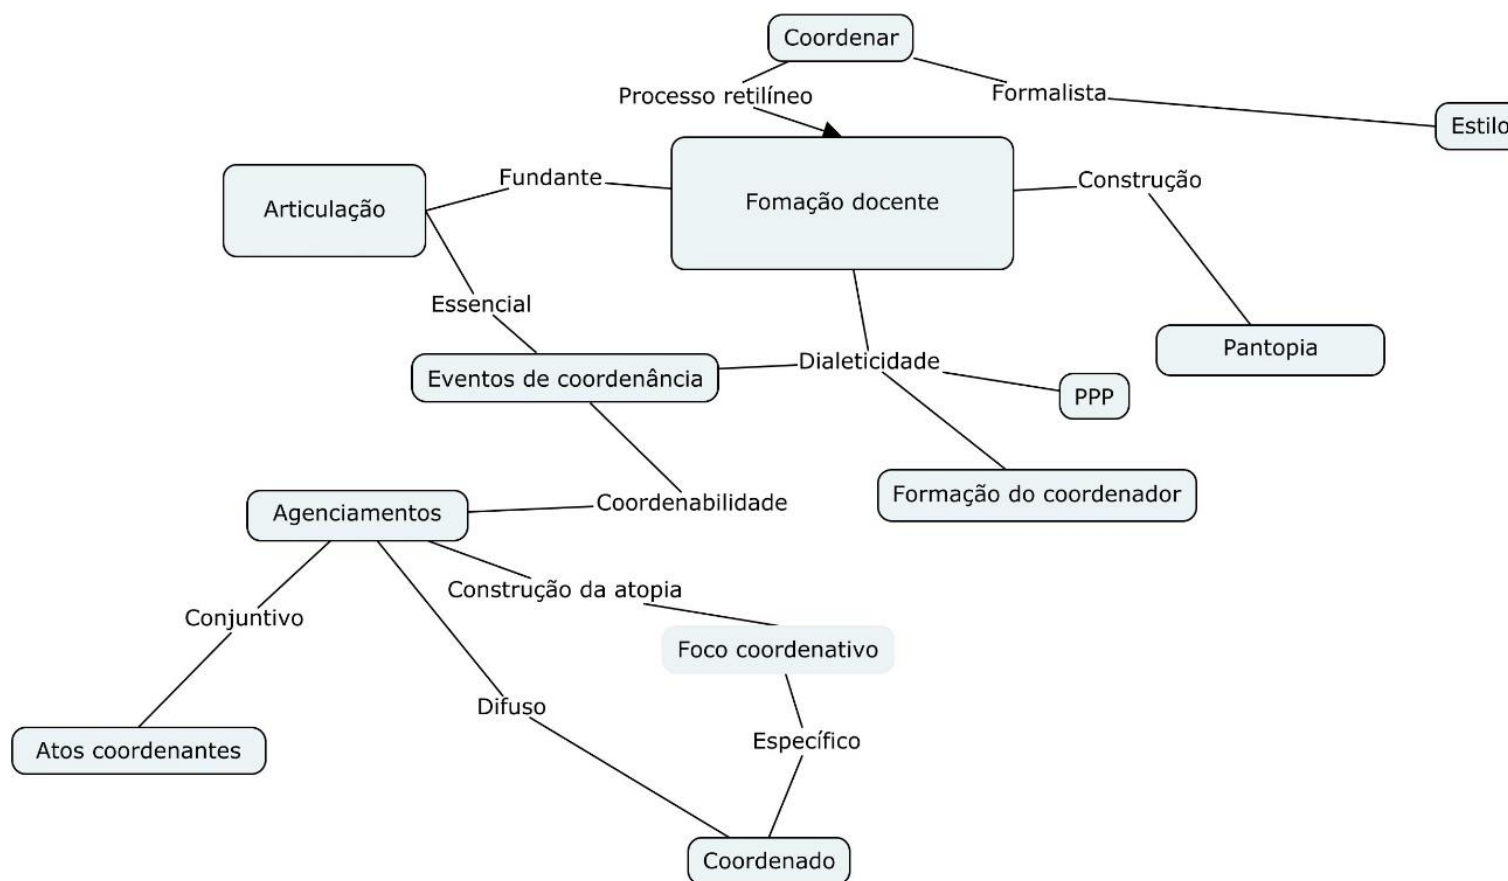 Coordenar
Processo retilíneo
Formalista
Estilo
Fundante
Construção
Articulação
Fomação docente
Essencial
Pantopia
Eventos de coordenância
Dialeticidade
PPP
Formação do coordenador
Agenciamentos
Coordenabilidade
Construção da atopia
Conjuntivo
Foco coordenativo
Difuso
Específico
Atos coordenantes
Coordenado